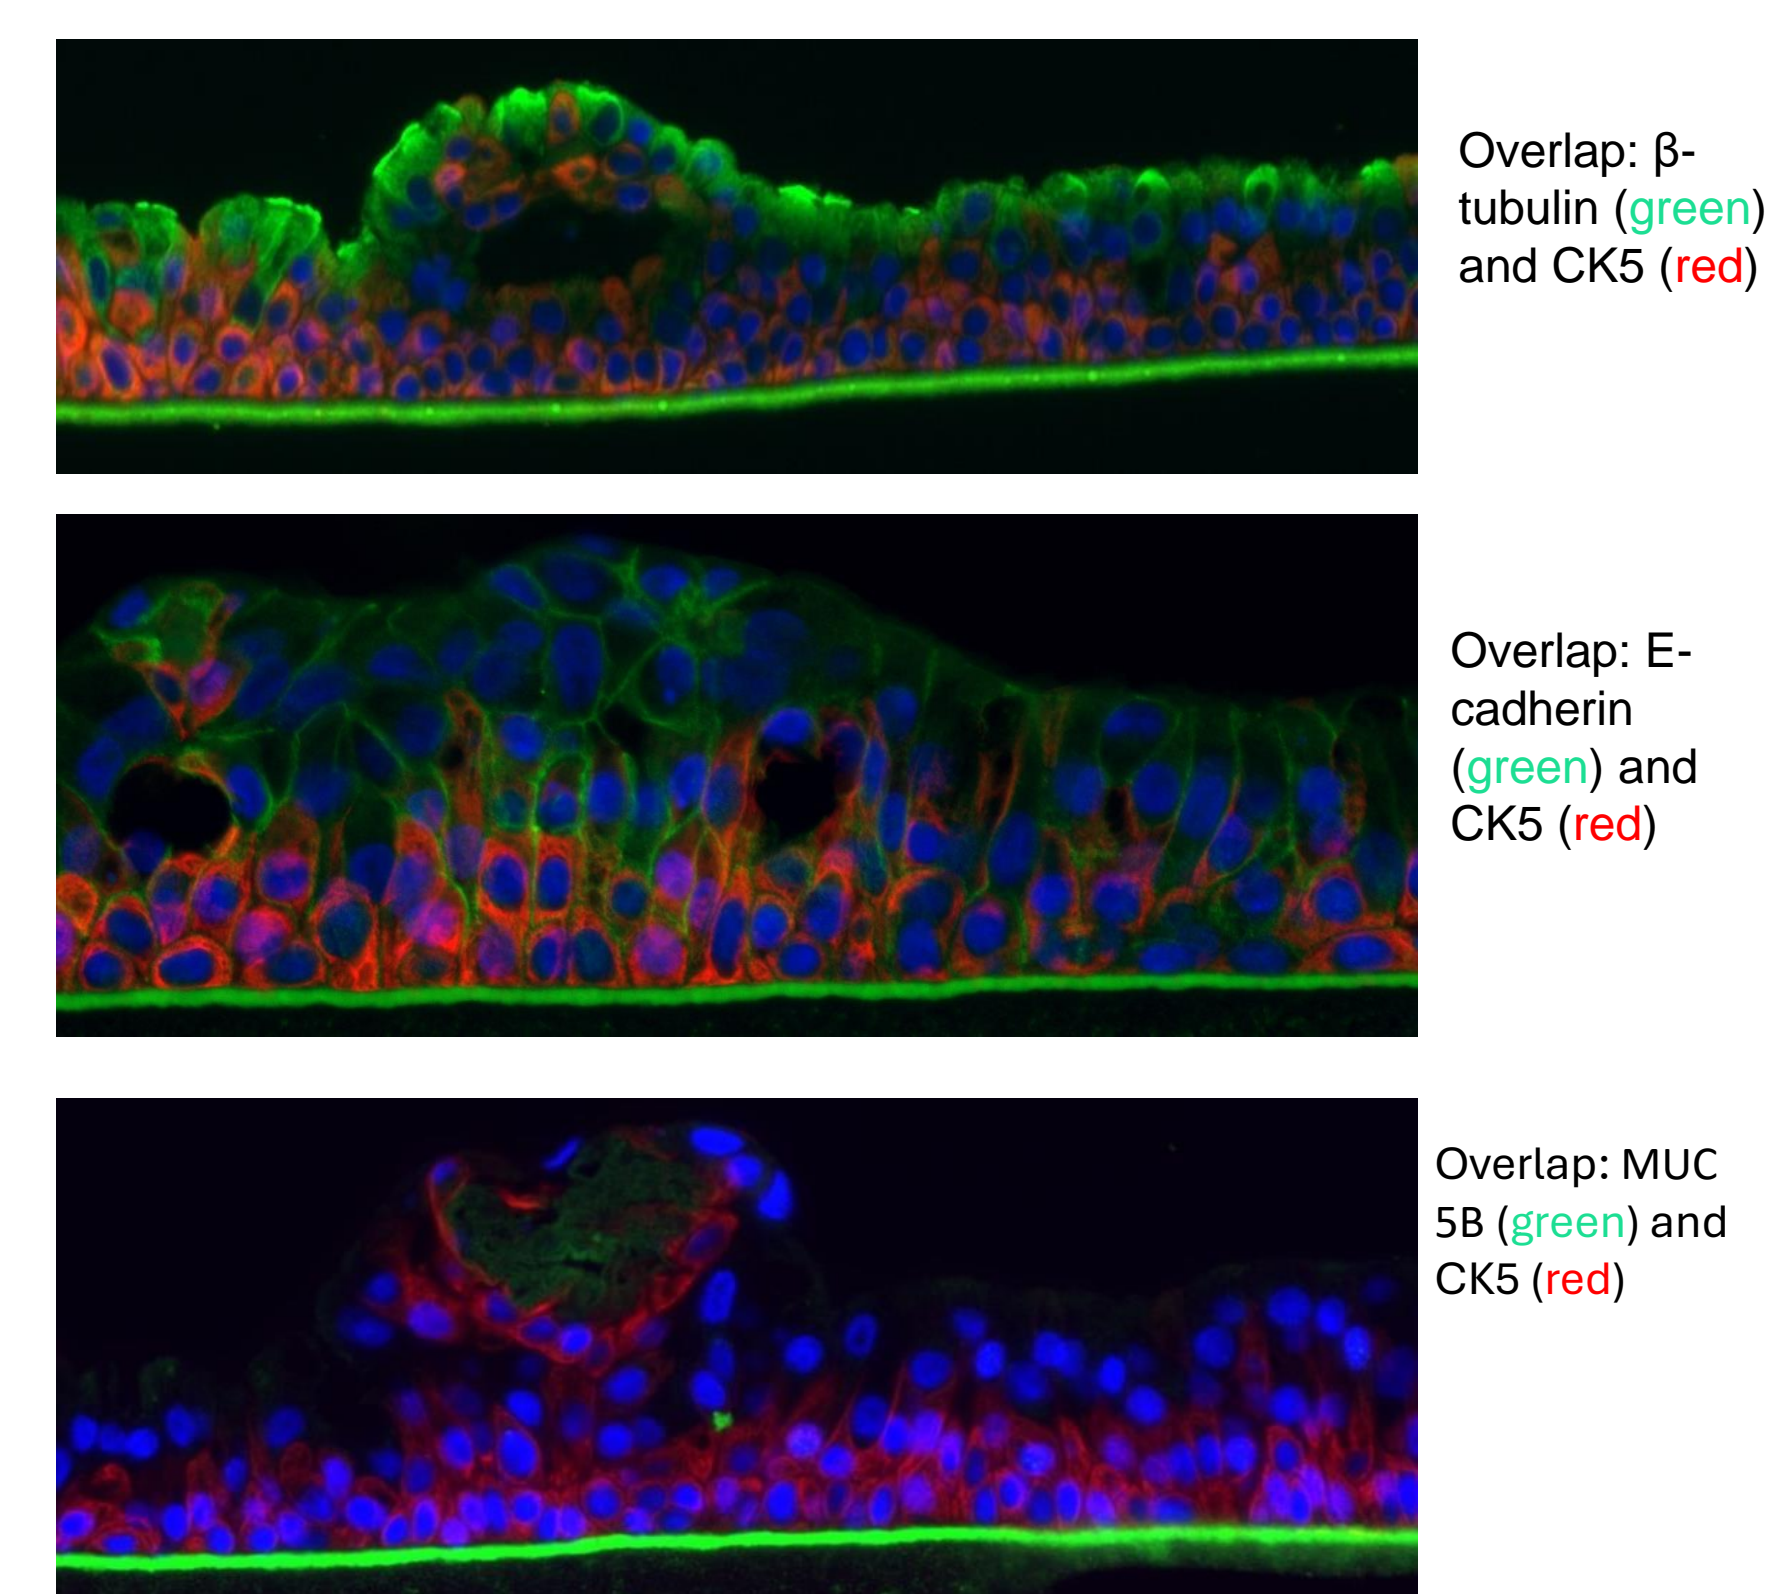 Overlap: β-
tubulin (green)
and CK5 (red)
Overlap: E-
cadherin
(green) and
CK5 (red)
Overlap: MUC
5B (green) and
CK5 (red)